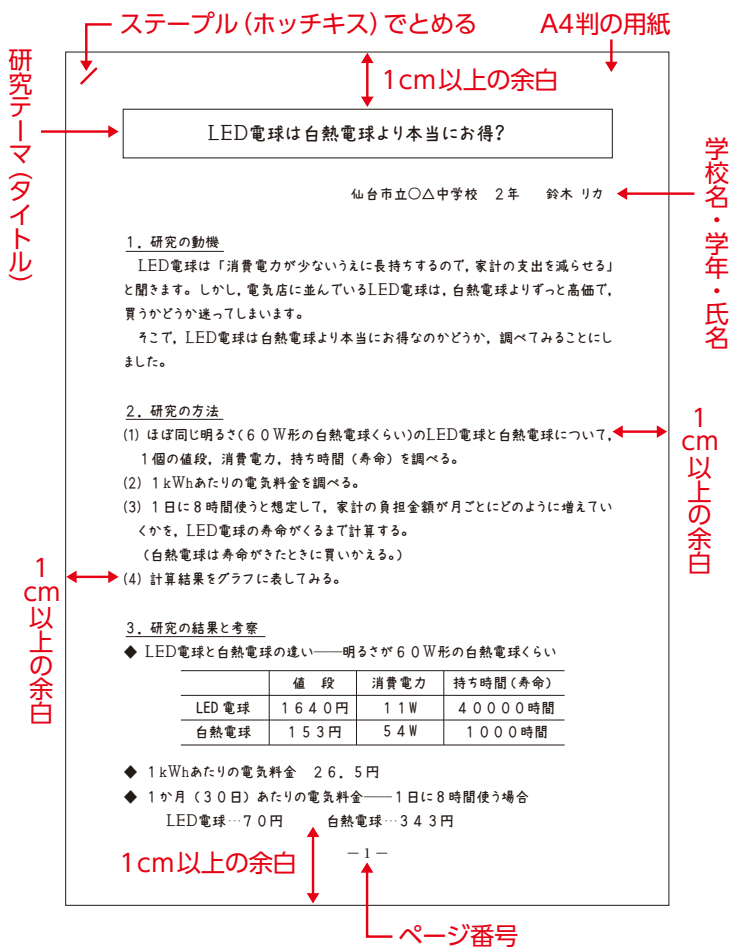 ステープル（ホッチキス）でとめる
A4判の用紙
1cm以上の余白
研究テーマ（タイトル）
LED電球は白熱電球より本当にお得?
仙台市立○△中学校　２年　　鈴木 リカ
学校名・学年・氏名
１．研究の動機
LED電球は「消費電力が少ないうえに長持ちするので，家計の支出を減らせる」
と聞きます。しかし，電気店に並んでいるLED電球は，白熱電球よりずっと高価で，
買うかどうか迷ってしまいます。
そこで，LED電球は白熱電球より本当にお得なのかどうか，調べてみることにし
ました。
２．研究の方法
(1) ほぼ同じ明るさ(６０W形の白熱電球くらい)のLED電球と白熱電球について，
１個の値段，消費電力，持ち時間（寿命）を調べる。
(2) １kWhあたりの電気料金を調べる。
(3) １日に８時間使うと想定して，家計の負担金額が月ごとにどのように増えてい
くかを，LED電球の寿命がくるまで計算する。
（白熱電球は寿命がきたときに買いかえる。）
(4) 計算結果をグラフに表してみる。
1cm以上の余白
1cm以上の余白
３．研究の結果と考察
◆ LED電球と白熱電球の違い――明るさが６０W形の白熱電球くらい
値　段　消費電力　持ち時間（寿命）
LED電球　１６４０円　１１W　４００００時間
白熱電球　１５３円　５４W　１０００時間
◆ １kWhあたりの電気料金　２６．５円
◆ １か月（３０日）あたりの電気料金――１日に８時間使う場合
LED電球…７０円　　白熱電球…３４３円
1cm以上の余白
－1－
ページ番号